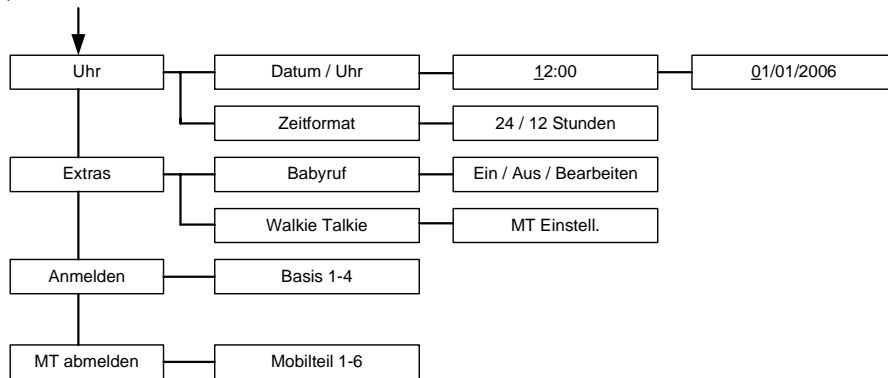 Uhr
Datum / Uhr
12:00
01/01/2006
Zeitformat
24 / 12 Stunden
Extras
Babyruf
Ein / Aus / Bearbeiten
Walkie Talkie
MT Einstell.
Anmelden
Basis 1-4
MT abmelden
Mobilteil 1-6